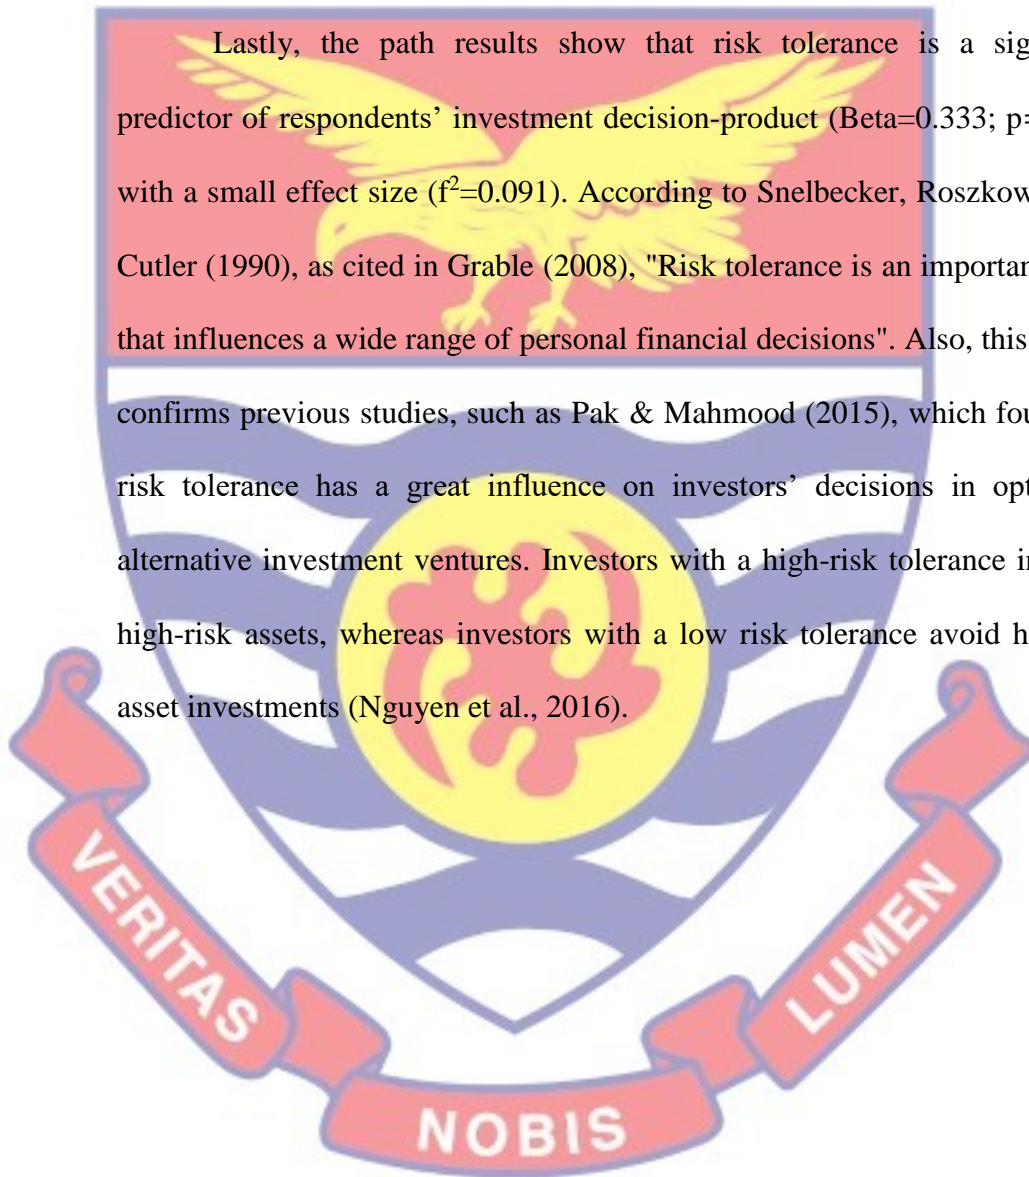 Lastly, the path results show that risk tolerance is a sig
predictor of respondents’ investment decision-product (Beta=0.333; p=
with a small effect size (f²=0.091). According to Snelbecker, Roszkow
Cutler (1990), as cited in Grable (2008), "Risk tolerance is an importan
that influences a wide range of personal financial decisions". Also, this
confirms previous studies, such as Pak & Mahmood (2015), which fou
risk tolerance has a great influence on investors’ decisions in opt
alternative investment ventures. Investors with a high-risk tolerance in
high-risk assets, whereas investors with a low risk tolerance avoid h
asset investments (Nguyen et al., 2016).
VERITAS
NOBIS
LUMEN